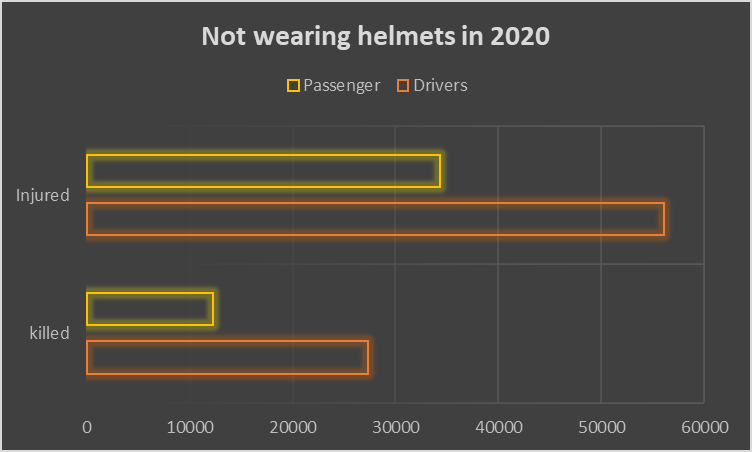 Not wearing helmets in 2020
Passenger Drivers
Injured
killed
0 10000 20000 30000 40000 50000 60000